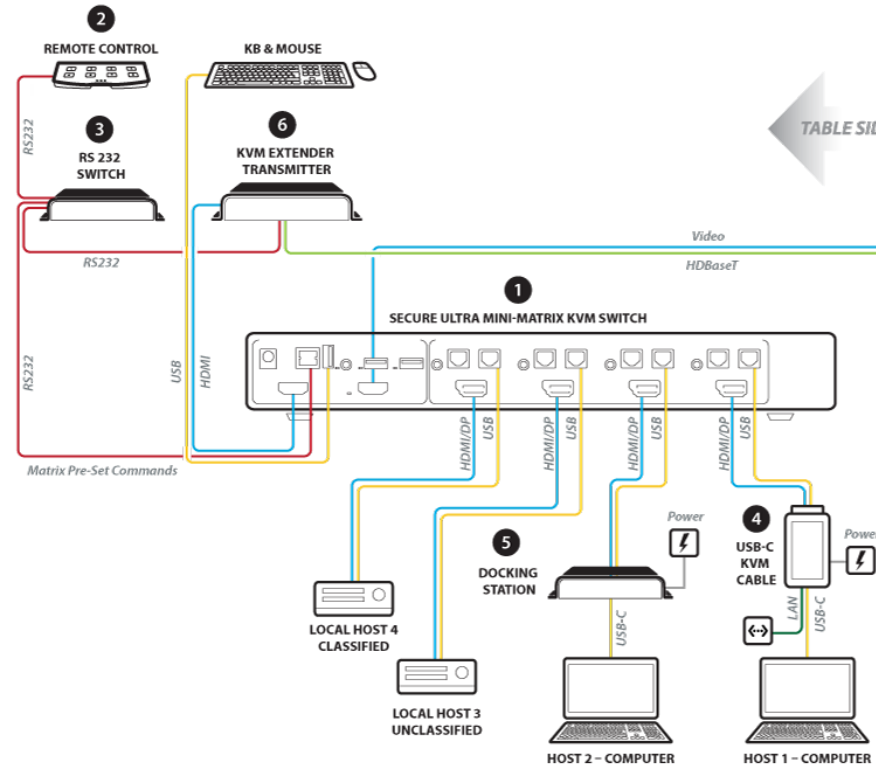 2
REMOTE CONTROL
KB & MOUSE
RS232
3
RS 232
SWITCH
6
KVM EXTENDER
TRANSMITTER
TABLE SID
RS232
Video
HDBaseT
1
SECURE ULTRA MINI-MATRIX KVM SWITCH
RS232
USB
HDMI
Matrix Pre-Set Commands
HDMI/DP
USB
HDMI/DP
USB
HDMI/DP
USB
HDMI/DP
USB
5
DOCKING
STATION
Power
4
USB-C
KVM
CABLE
Power
LAN
USB-C
USB-C
LOCAL HOST 4
CLASSIFIED
LOCAL HOST 3
UNCLASSIFIED
HOST 2 – COMPUTER
HOST 1 – COMPUTER